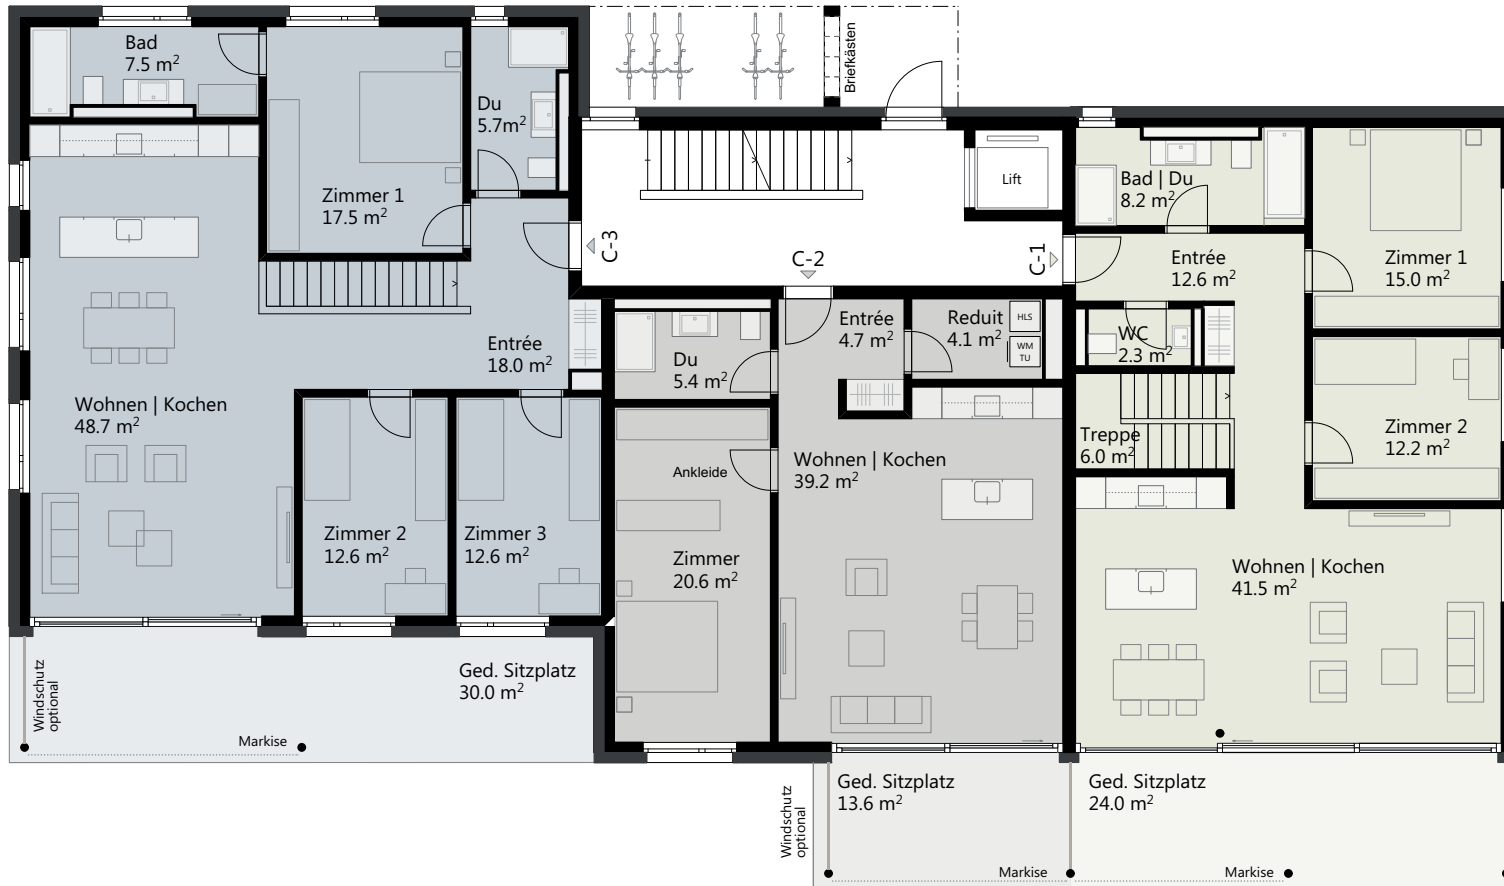 Bad
7.5 m²
Zimmer 1
17.5 m²
Du
5.7m²
Briefkästen
Lift
C-3
C-2
C-1
Entrée
18.0 m²
Wohnen | Kochen
48.7 m²
Zimmer 2
12.6 m²
Zimmer 3
12.6 m²
Ged. Sitzplatz
30.0 m²
Windschutz
optional
Markise
Du
5.4 m²
Entrée
4.7 m²
Reduit
4.1 m²
HLS
WM
TU
Ankleide
Zimmer
20.6 m²
Wohnen | Kochen
39.2 m²
Ged. Sitzplatz
13.6 m²
Windschutz
optional
Markise
Bad | Du
8.2 m²
Entrée
12.6 m²
Zimmer 1
15.0 m²
WC
2.3 m²
Treppe
6.0 m²
Zimmer 2
12.2 m²
Wohnen | Kochen
41.5 m²
Ged. Sitzplatz
24.0 m²
Markise